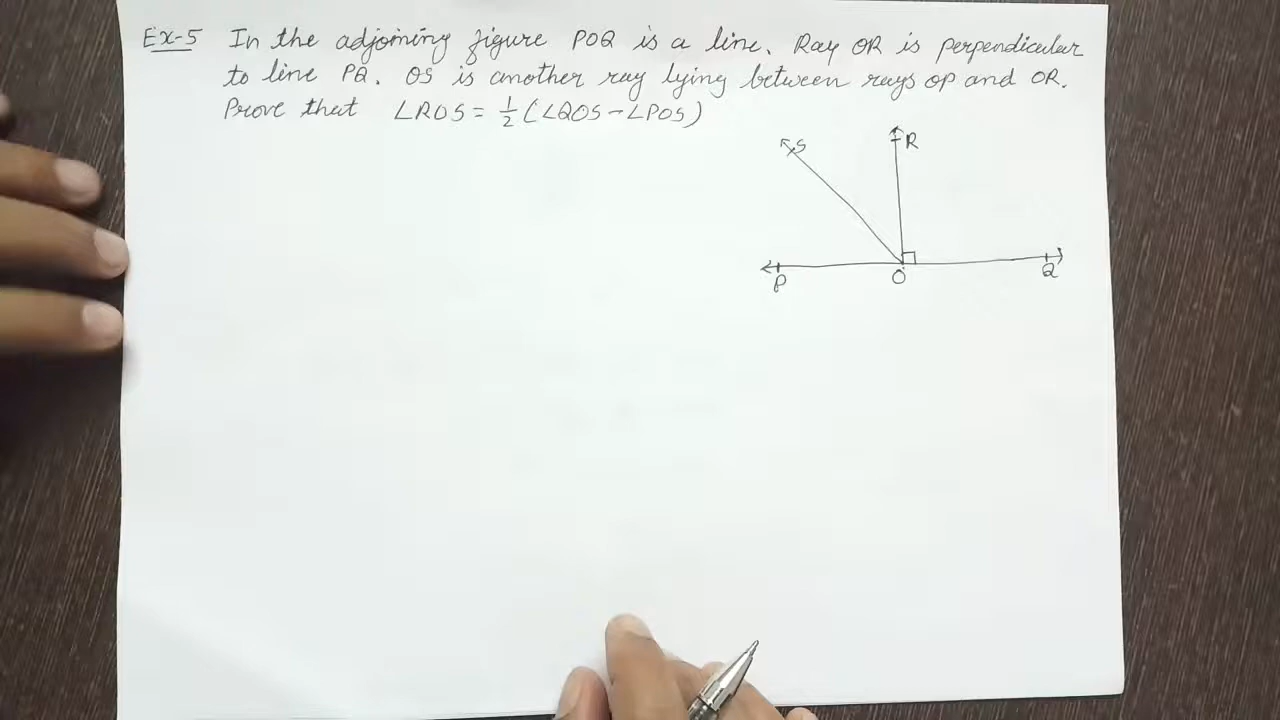 Ex-5 In the adjoining figure POQ is a line. Ray OR is perpendicular
to line PQ. OS is another ray lying between rays OP and OR.
Prove that ∠ROS = 1/2 (∠QOS - ∠POS)
S
R
P
O
Q